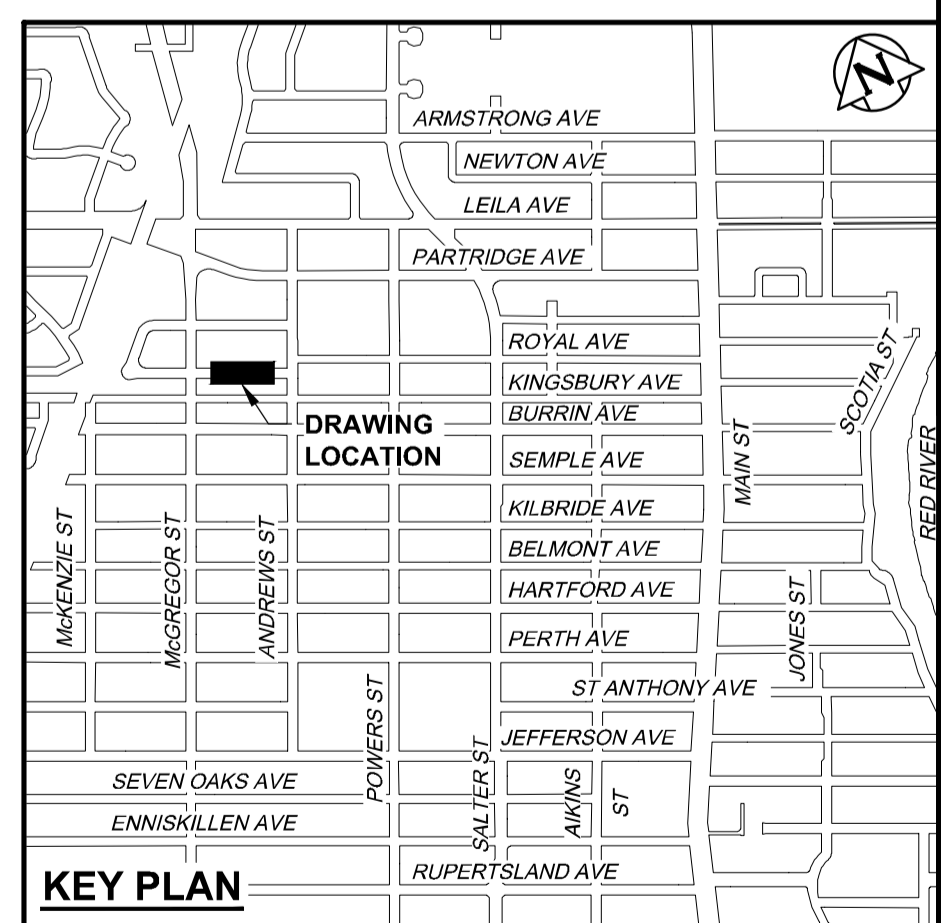 N
ARMSTRONG AVE
NEWTON AVE
LEILA AVE
PARTRIDGE AVE
ROYAL AVE
KINGSBURY AVE
BURRIN AVE
DRAWING
LOCATION
SEMPLE AVE
SCOTIA ST
MAIN ST
RED RIVER
KILBRIDE AVE
McKENZIE ST
McGREGOR ST
ANDREWS ST
BELMONT AVE
HARTFORD AVE
JONES ST
PERTH AVE
ST ANTHONY AVE
POWERS ST
JEFFERSON AVE
SEVEN OAKS AVE
SALTER ST
AIKINS
ST
ENNISKILLEN AVE
RUPERTSLAND AVE
KEY PLAN